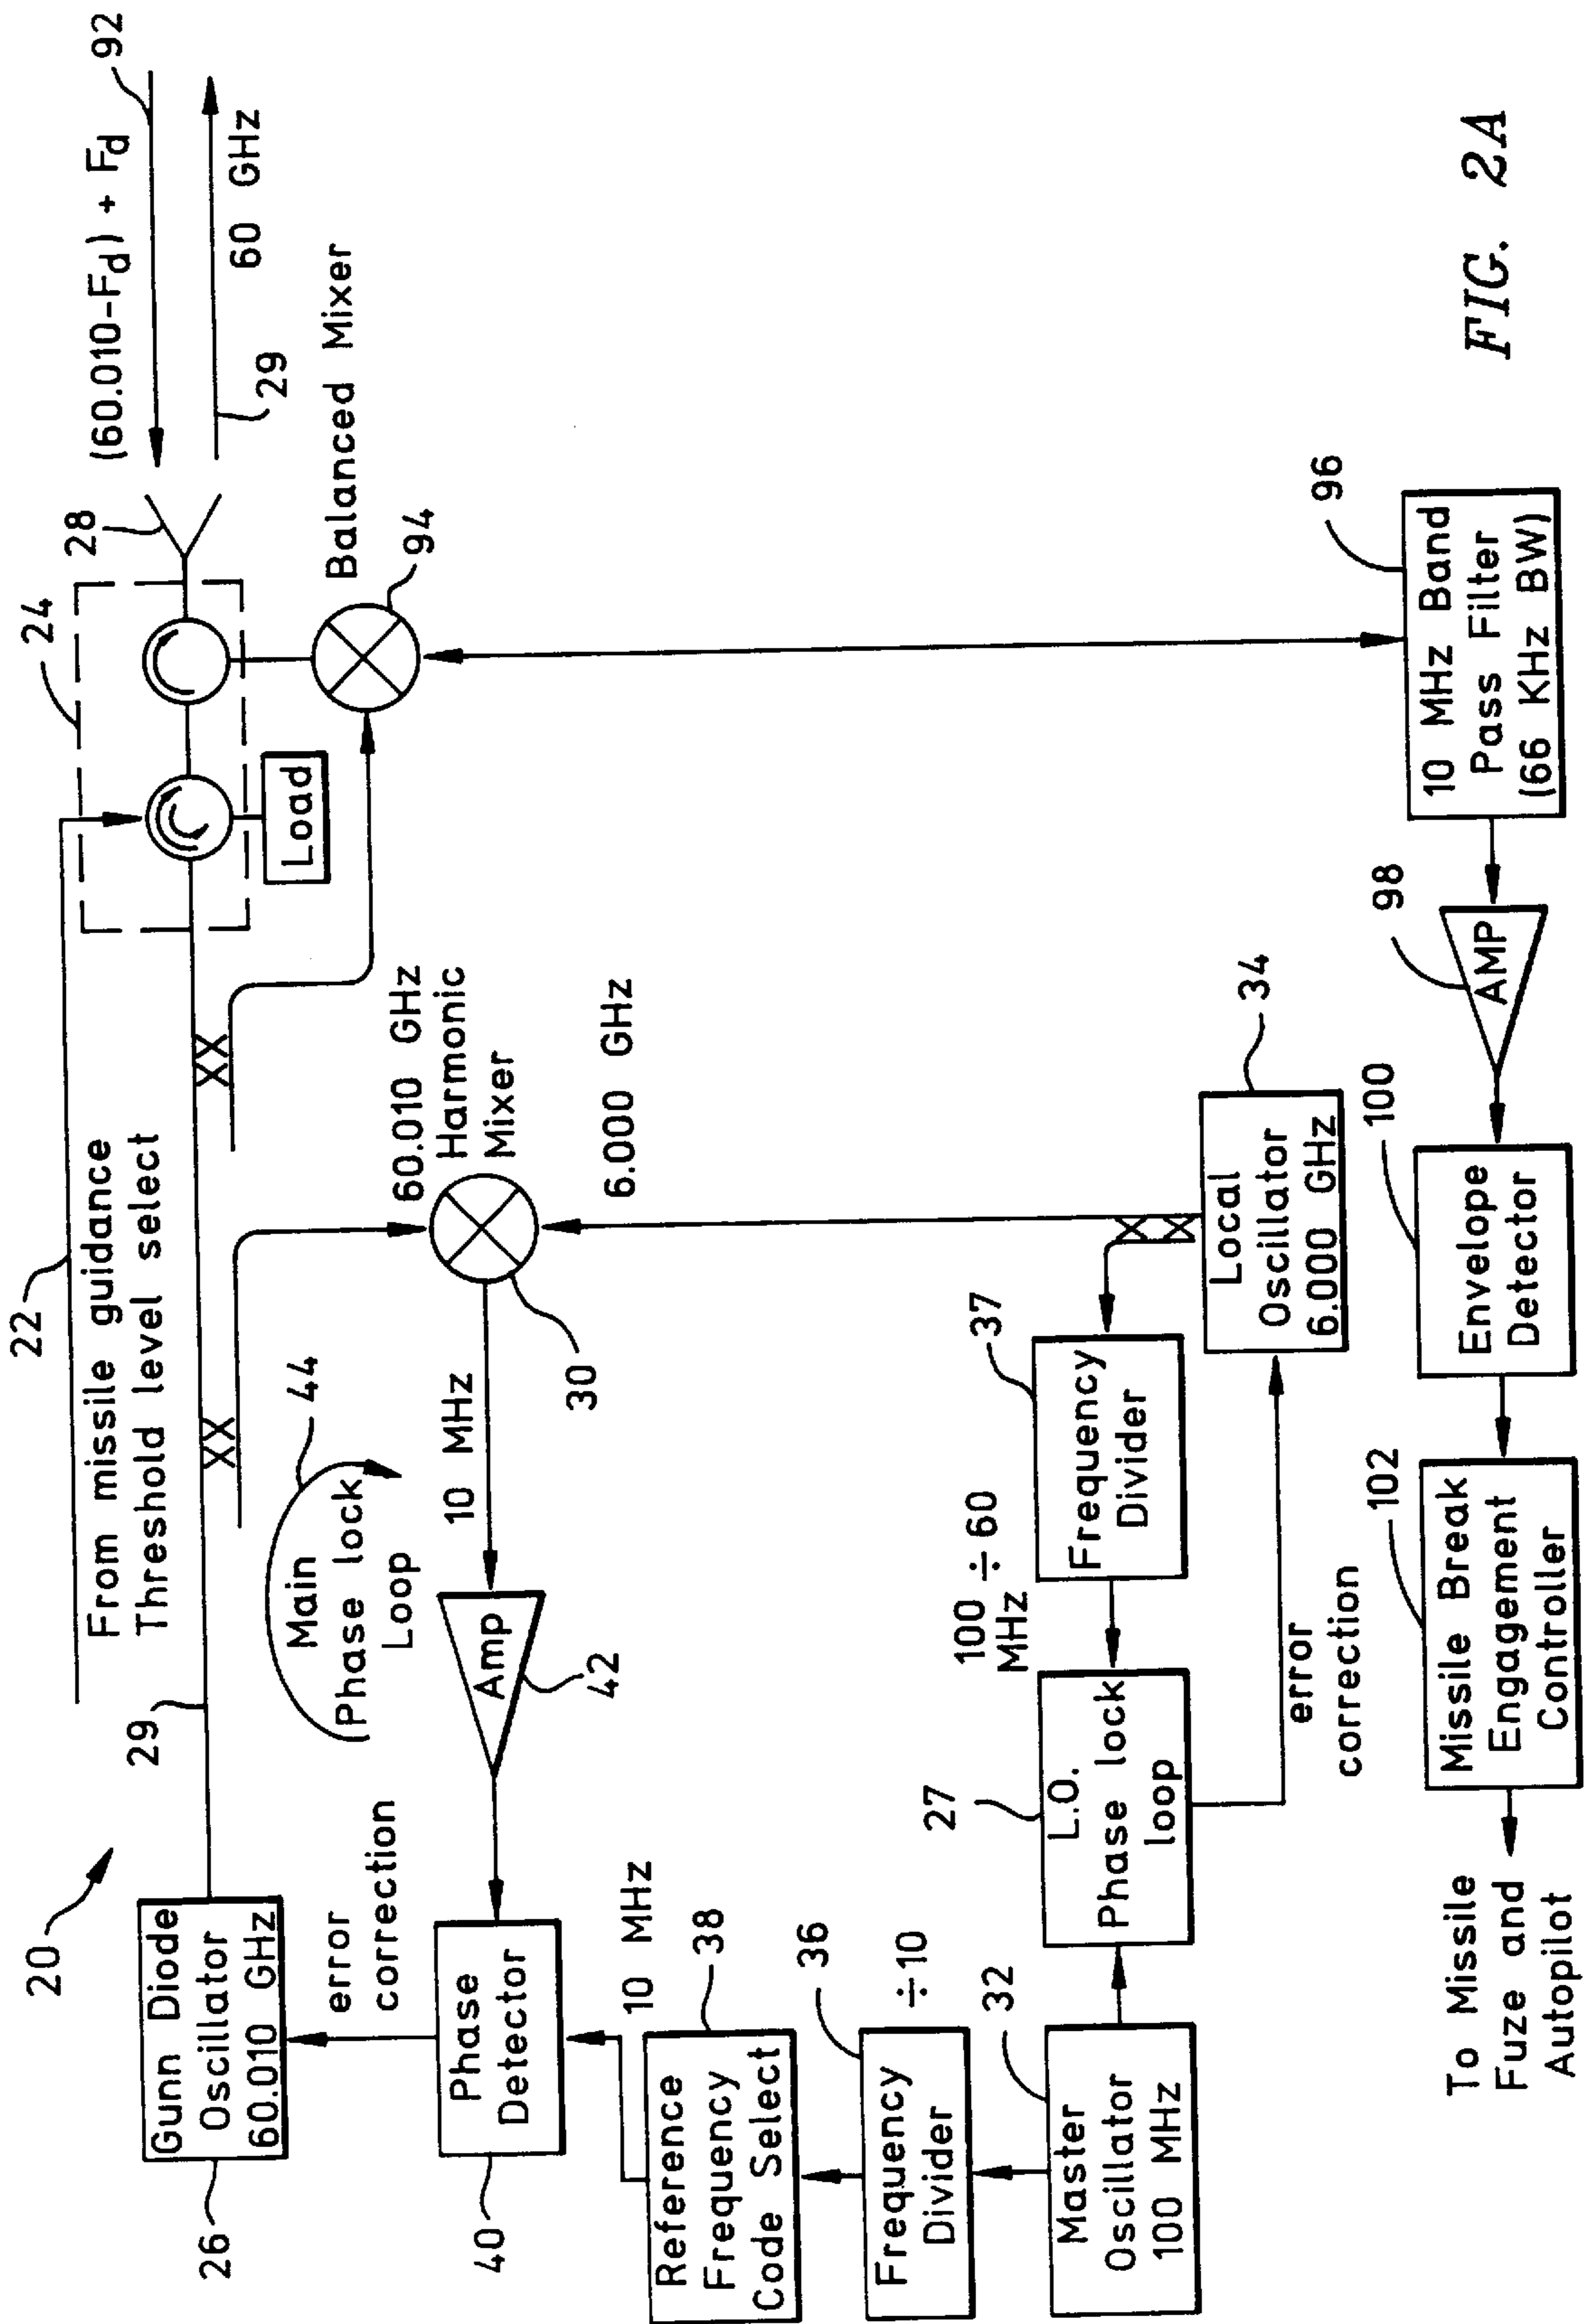 20
26
Gunn Diode
Oscillator
60.010 GHz
29
22
From missile guidance
Threshold level select
24
28
(60.010-Fd) + Fd
92
60 GHz
29
Load
Balanced Mixer
94
error
correction
Main
Phase lock
Loop
44
10 MHz
60.010 GHz
Harmonic
Mixer
30
6.000 GHz
40
Phase
Detector
Amp
42
10 MHz
38
Reference
Frequency
Code Select
36
÷10
Frequency
Divider
32
Master
Oscillator
100 MHz
27
L.O.
Phase lock
loop
100 ÷60
MHz
37
Frequency
Divider
34
Local
Oscillator
6.000 GHz
error
correction
96
10 MHz Band
Pass Filter
(66 KHz BW)
98
AMP
100
Envelope
Detector
102
Missile Break
Engagement
Controller
To Missile
Fuze and
Autopilot
FIG. 2A